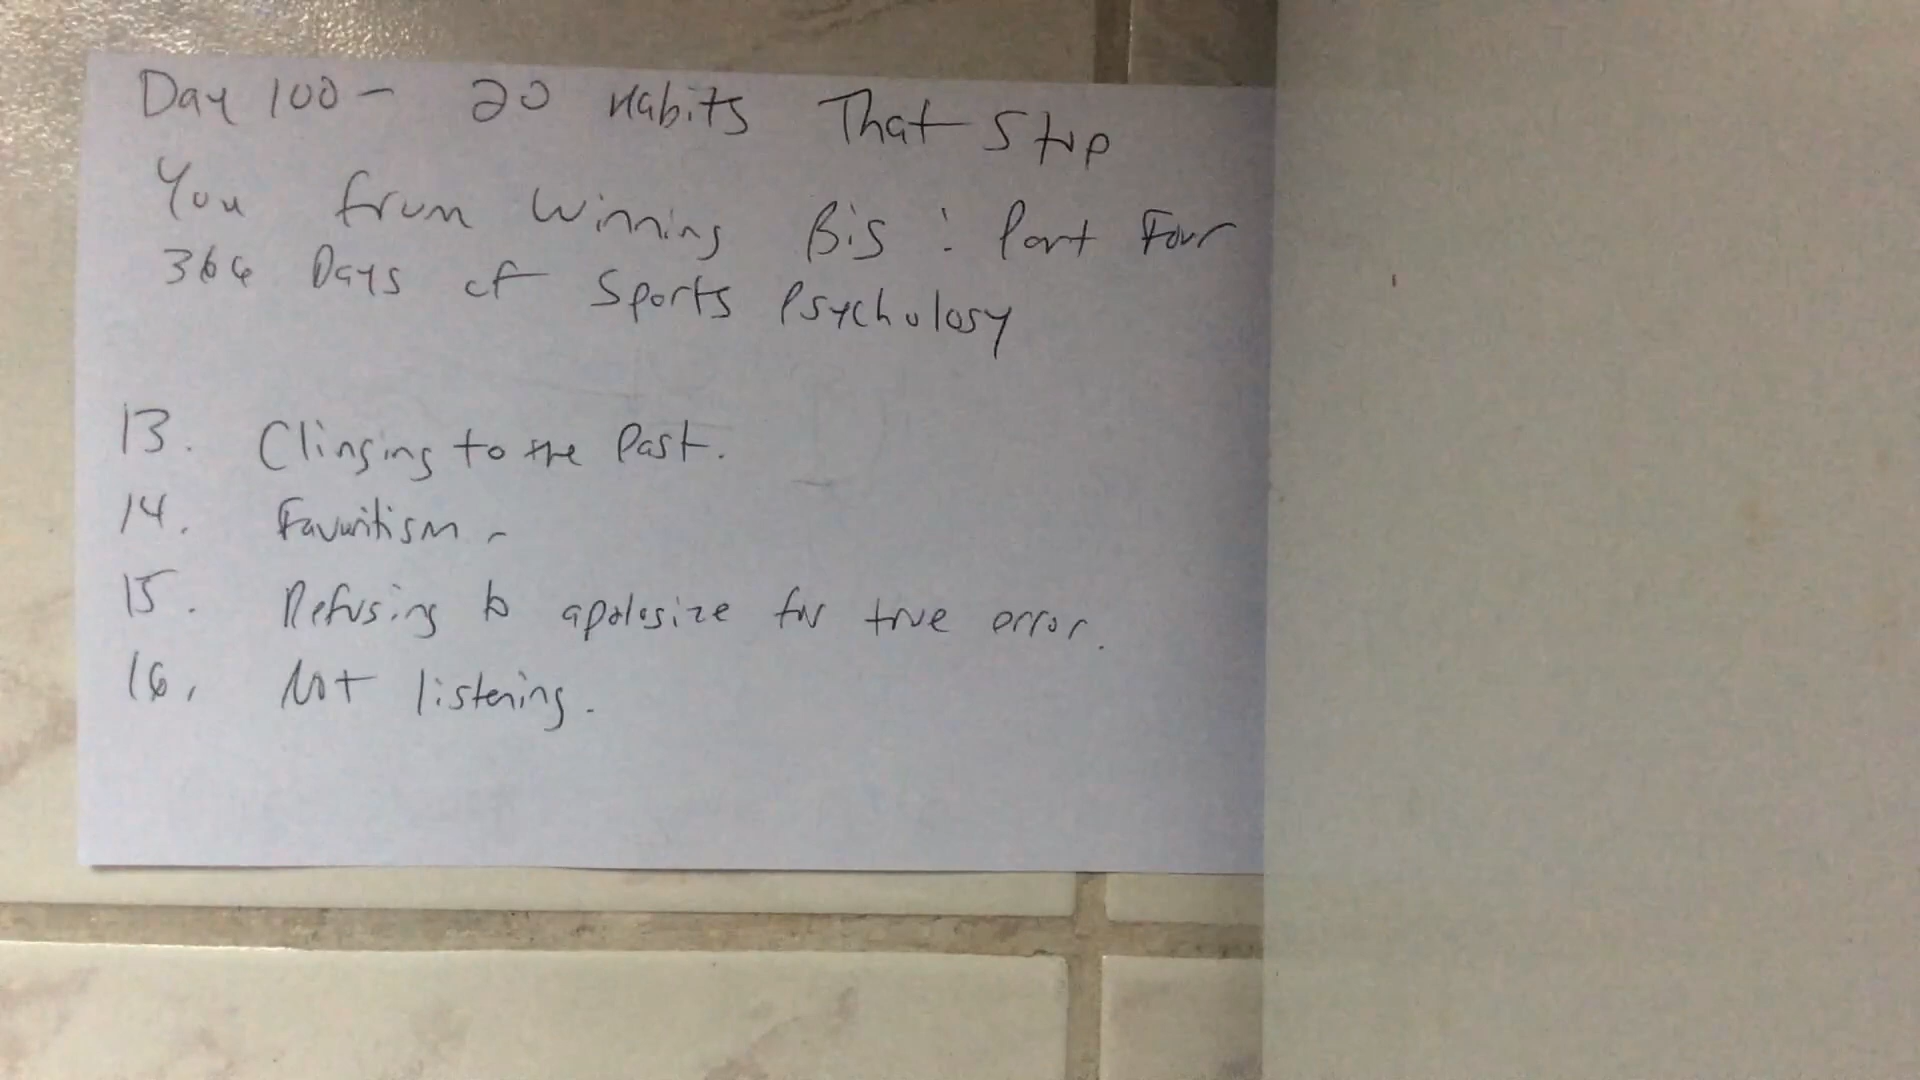 Day 100 - 20 Habits That Stop
You from Winning Big : Part Four
366 Days of Sports Psychology
13. Clinging to the Past.
14. Favoritism -
15. Refusing to apologize for true error.
16. Not listening.